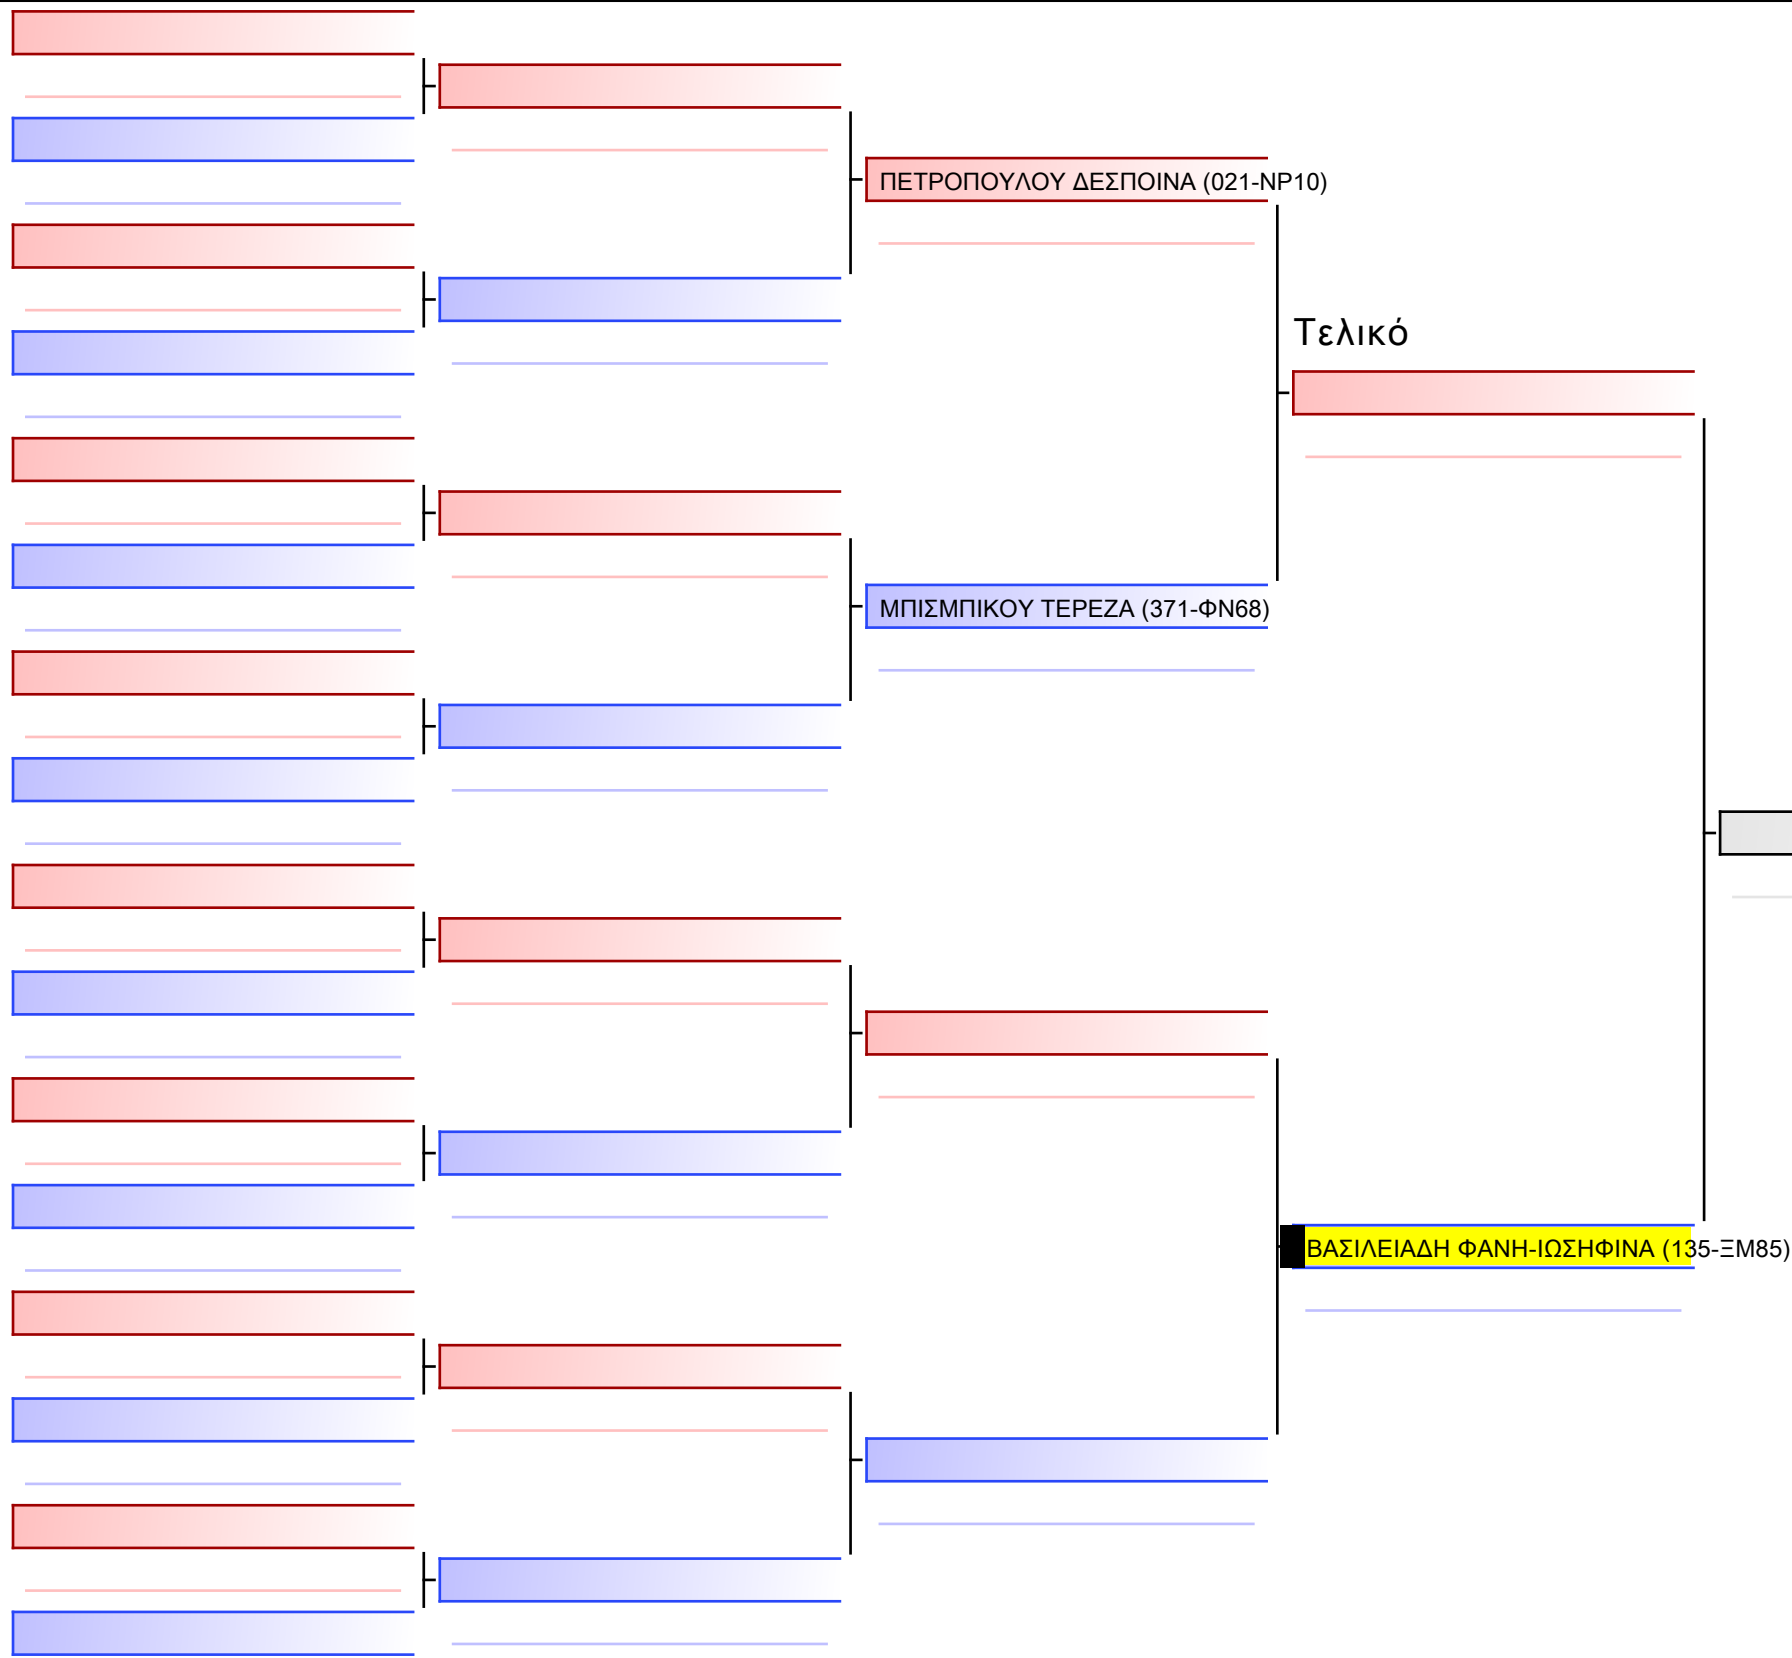 ΠΕΤΡΟΠΟΥΛΟΥ ΔΕΣΠΟΙΝΑ (021-ΝΡ10)
Τελικό
ΜΠΙΣΜΠΙΚΟΥ ΤΕΡΕΖΑ (371-ΦΝ68)
ΒΑΣΙΛΕΙΑΔΗ ΦΑΝΗ-ΙΩΣΗΦΙΝΑ (135-ΞΜ85)